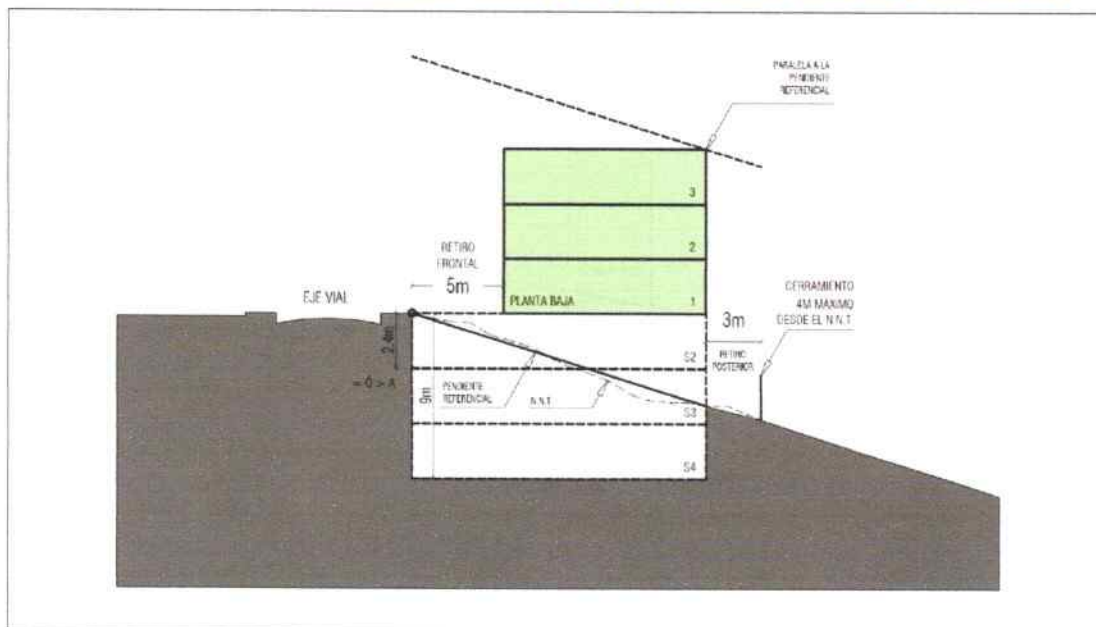 PARALELA A LA
PENDIENTE
REFERENCIAL
3
2
RETIRO
FRONTAL
5m
PLANTA BAJA
1
EJE VIAL
CERRAMIENTO
4M MÁXIMO
DESDE EL N.N.T
3m
RETIRO
POSTERIOR
2.4m
= Ó > A
S2
9m
PENDIENTE
REFERENCIAL
N.N.T.
S3
S4